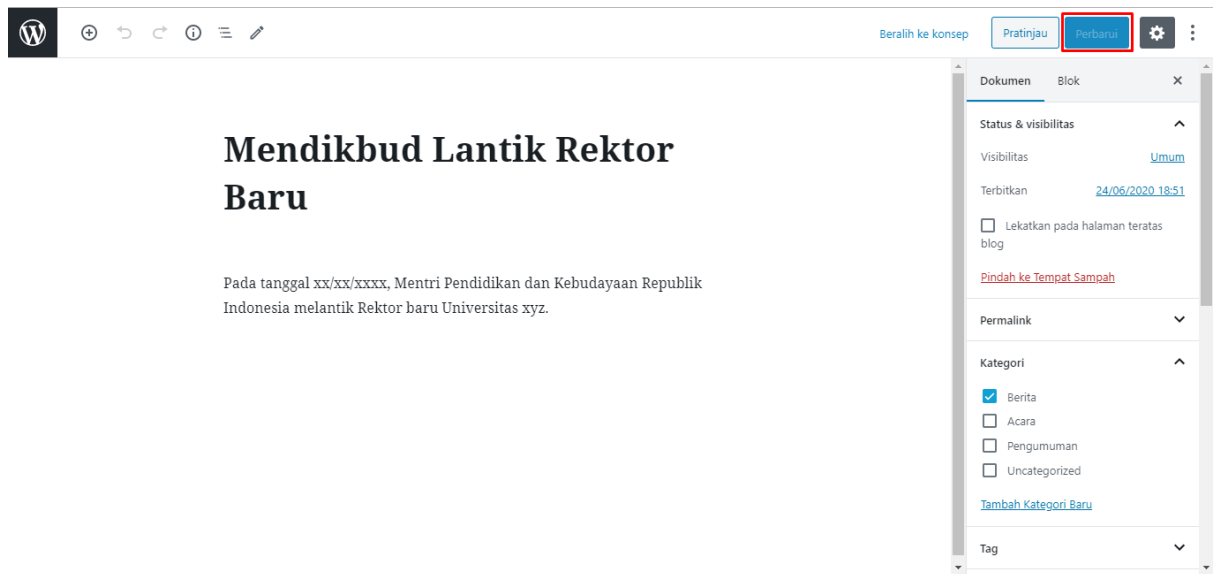 Beralih ke konsep
Pratinjau
Perbarui
Mendikbud Lantik Rektor
Baru
Pada tanggal xx/xx/xxxx, Mentri Pendidikan dan Kebudayaan Republik
Indonesia melantik Rektor baru Universitas xyz.
Dokumen Blok
Status & visibilitas
Visibilitas Umum
Terbitkan 24/06/2020 18:51
Lekatkan pada halaman teratas
blog
Pindah ke Tempat Sampah
Permalink
Kategori
Berita
Acara
Pengumuman
Uncategorized
Tambah Kategori Baru
Tag